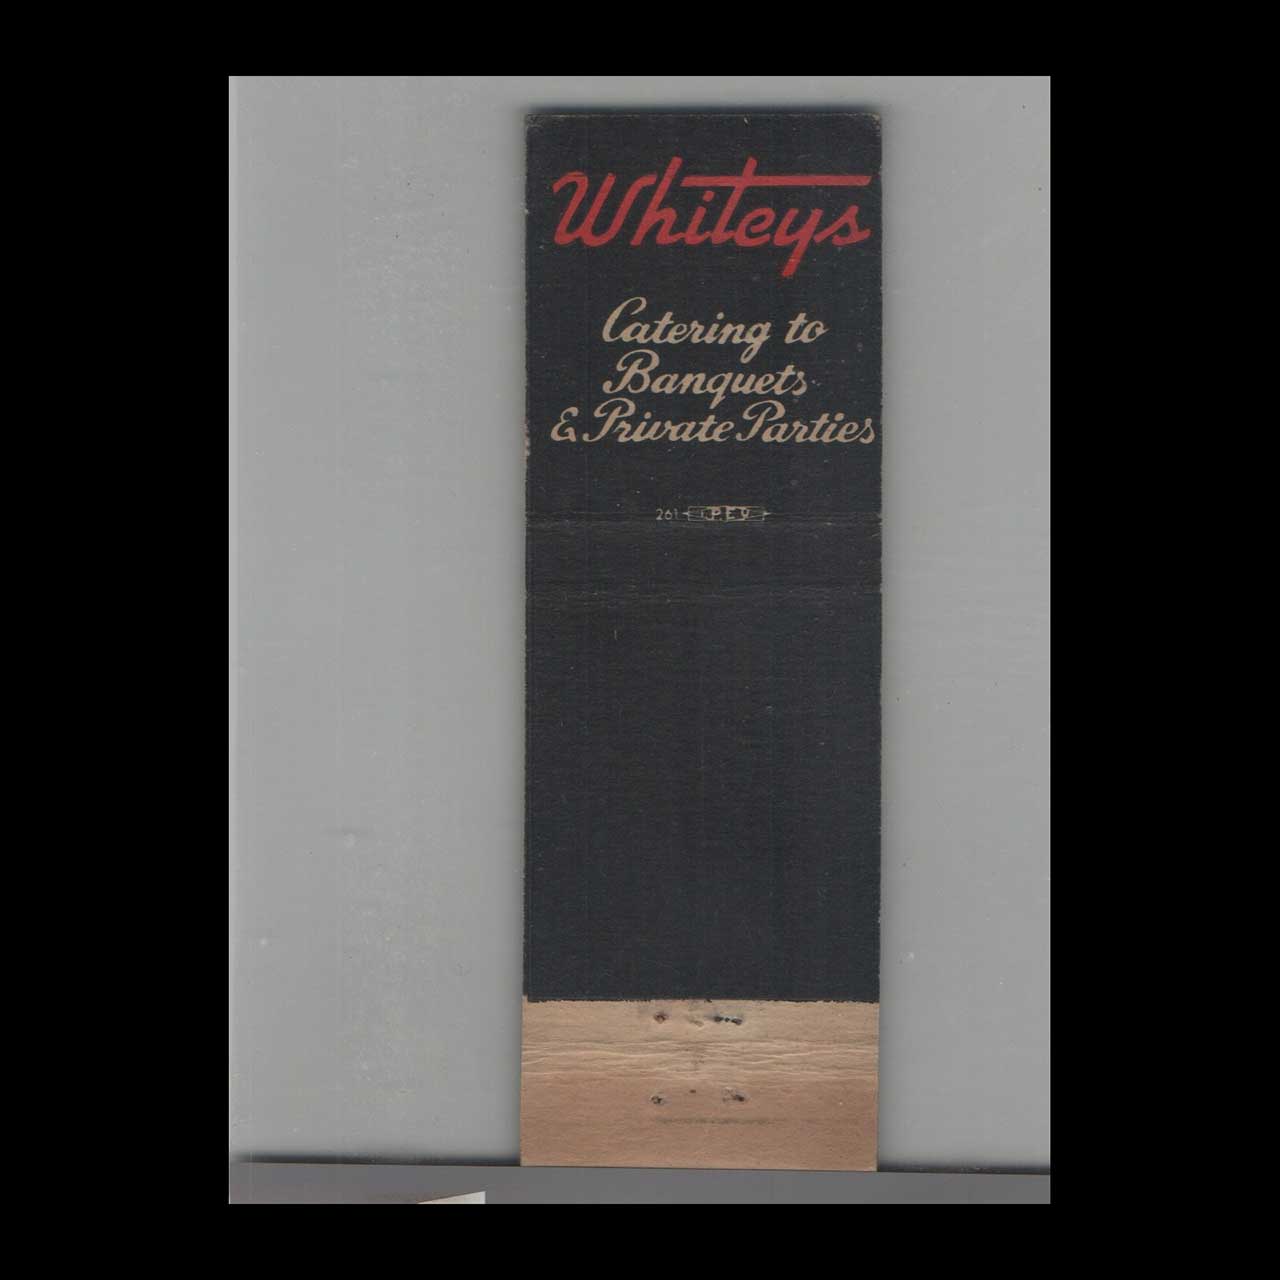 Whiteys
Catering to
Banquets
& Private Parties
261